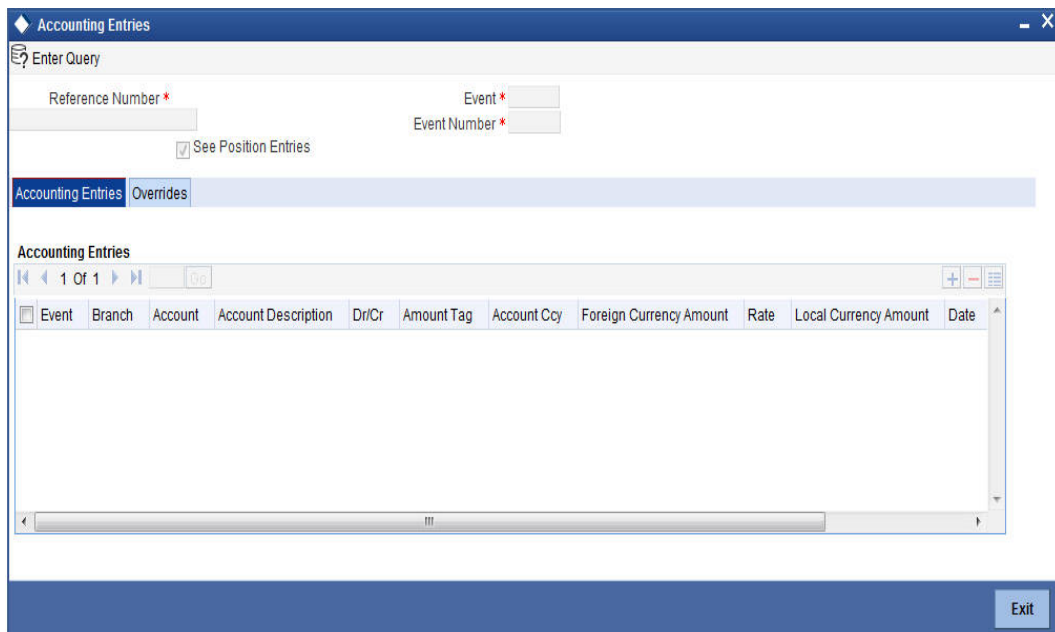 Accounting Entries
Enter Query
Reference Number *
Event *
Event Number *
See Position Entries
Accounting Entries Overrides
Accounting Entries
1 Of 1 Go
Event Branch Account Account Description Dr/Cr Amount Tag Account Ccy Foreign Currency Amount Rate Local Currency Amount Date
Exit